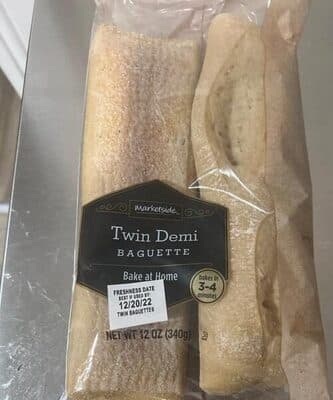 Marketside™
Twin Demi
BAGUETTE
Bake at Home
bakes in
3-4
minutes
FRESHNESS DATE
BEST IF USED BY:
12/20/22
TWIN BAGUETTES
NET WT 12 OZ (340g)